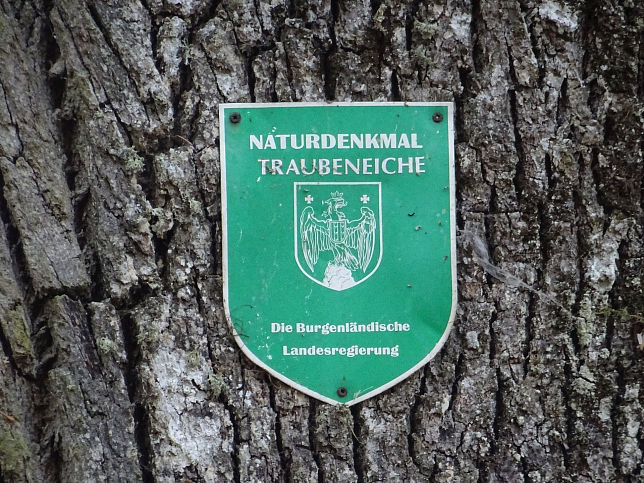 NATURDENKMAL
TRAUBENEICHE
Die Burgenländische
Landesregierung